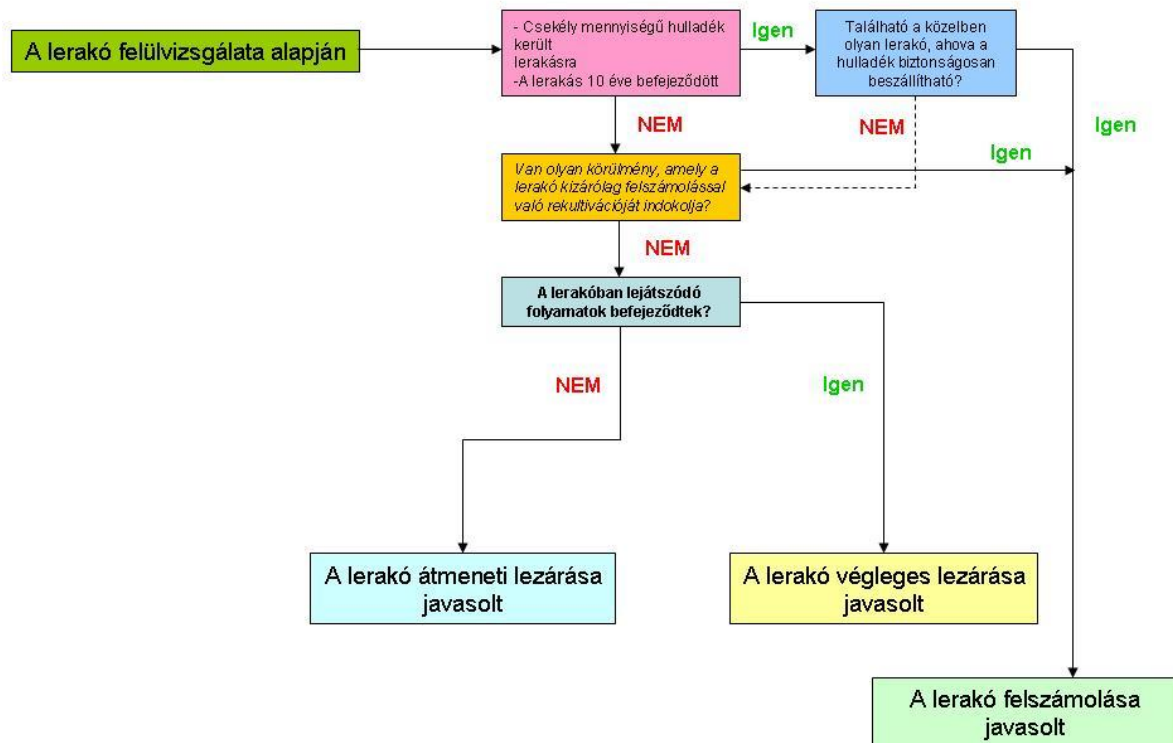 A lerakó felülvizsgálata alapján
- Csekély mennyiségű hulladék
került
lerakásra
-A lerakás 10 éve befejeződött
Igen
Található a közelben
olyan lerakó, ahova a
hulladék biztonságosan
beszállítható?
NEM
NEM
Igen
Igen
Van olyan körülmény, amely a
lerakó kizárólag felszámolással
való rekultivációját indokolja?
NEM
A lerakóban lejátszódó
folyamatok befejeződtek?
NEM
Igen
A lerakó átmeneti lezárása
javasolt
A lerakó végleges lezárása
javasolt
A lerakó felszámolása
javasolt